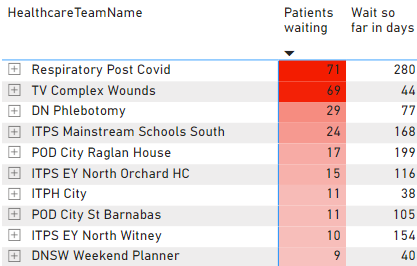 HealthcareTeamName Patients waiting Wait so far in days
Respiratory Post Covid 71 280
TV Complex Wounds 69 44
DN Phlebotomy 29 77
ITPS Mainstream Schools South 24 168
POD City Raglan House 17 199
ITPS EY North Orchard HC 15 116
ITPH City 11 38
POD City St Barnabas 11 105
ITPS EY North Witney 10 154
DNSW Weekend Planner 9 40